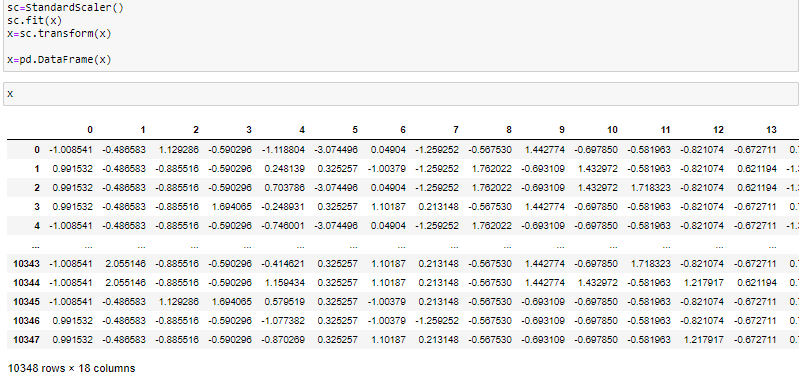 sc=StandardScaler()
sc.fit(x)
x=sc.transform(x)
x=pd.DataFrame(x)
x
0 1 2 3 4 5 6 7 8 9 10 11 12 13
0 -1.008541 -0.486583 1.129286 -0.590296 -1.118804 -3.074496 0.04904 -1.259252 -0.567530 1.442774 -0.697850 -0.581963 -0.821074 -0.672711 0.
1 0.991532 -0.486583 -0.885516 -0.590296 0.248139 0.325257 -1.00379 -1.259252 1.762022 -0.693109 1.432972 -0.581963 -0.821074 0.621194 -1.
2 0.991532 -0.486583 -0.885516 -0.590296 0.703786 -3.074496 0.04904 -1.259252 1.762022 -0.693109 1.432972 1.718323 -0.821074 0.621194 -1.
3 0.991532 -0.486583 -0.885516 1.694065 -0.248931 0.325257 1.10187 0.213148 -0.567530 1.442774 -0.697850 -0.581963 -0.821074 -0.672711 0.
4 -1.008541 -0.486583 -0.885516 -0.590296 -0.746001 -3.074496 0.04904 -1.259252 1.762022 -0.693109 -0.697850 -0.581963 -0.821074 -0.672711 -1.
... ... ... ... ... ... ... ... ... ... ... ... ... ... ...
10343 -1.008541 2.055146 -0.885516 -0.590296 -0.414621 0.325257 1.10187 0.213148 -0.567530 1.442774 -0.697850 1.718323 -0.821074 -0.672711 0.
10344 -1.008541 2.055146 -0.885516 -0.590296 1.159434 0.325257 1.10187 0.213148 -0.567530 1.442774 1.432972 -0.581963 1.217917 0.621194 0.
10345 -1.008541 -0.486583 1.129286 1.694065 0.579519 0.325257 -1.00379 0.213148 -0.567530 -0.693109 -0.697850 -0.581963 -0.821074 -0.672711 0.
10346 0.991532 -0.486583 -0.885516 -0.590296 -1.077382 0.325257 -1.00379 -1.259252 -0.567530 -0.693109 -0.697850 -0.581963 -0.821074 -0.672711 0.
10347 0.991532 -0.486583 -0.885516 -0.590296 -0.870269 0.325257 1.10187 0.213148 -0.567530 -0.693109 -0.697850 -0.581963 1.217917 -0.672711 0.
10348 rows × 18 columns